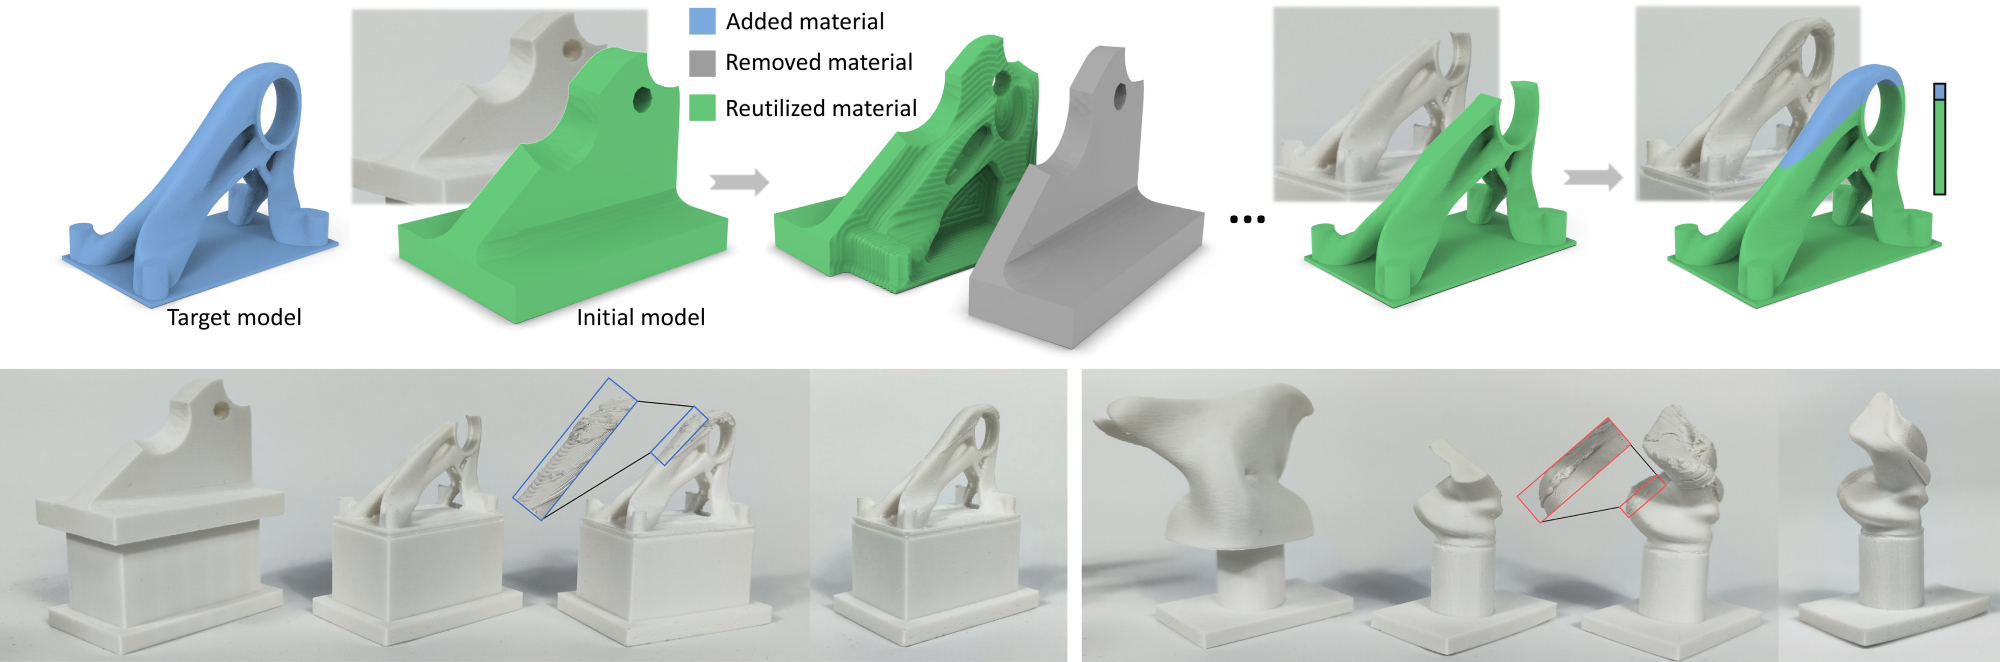 Added material
Removed material
Reutilized material
Target model
Initial model
...